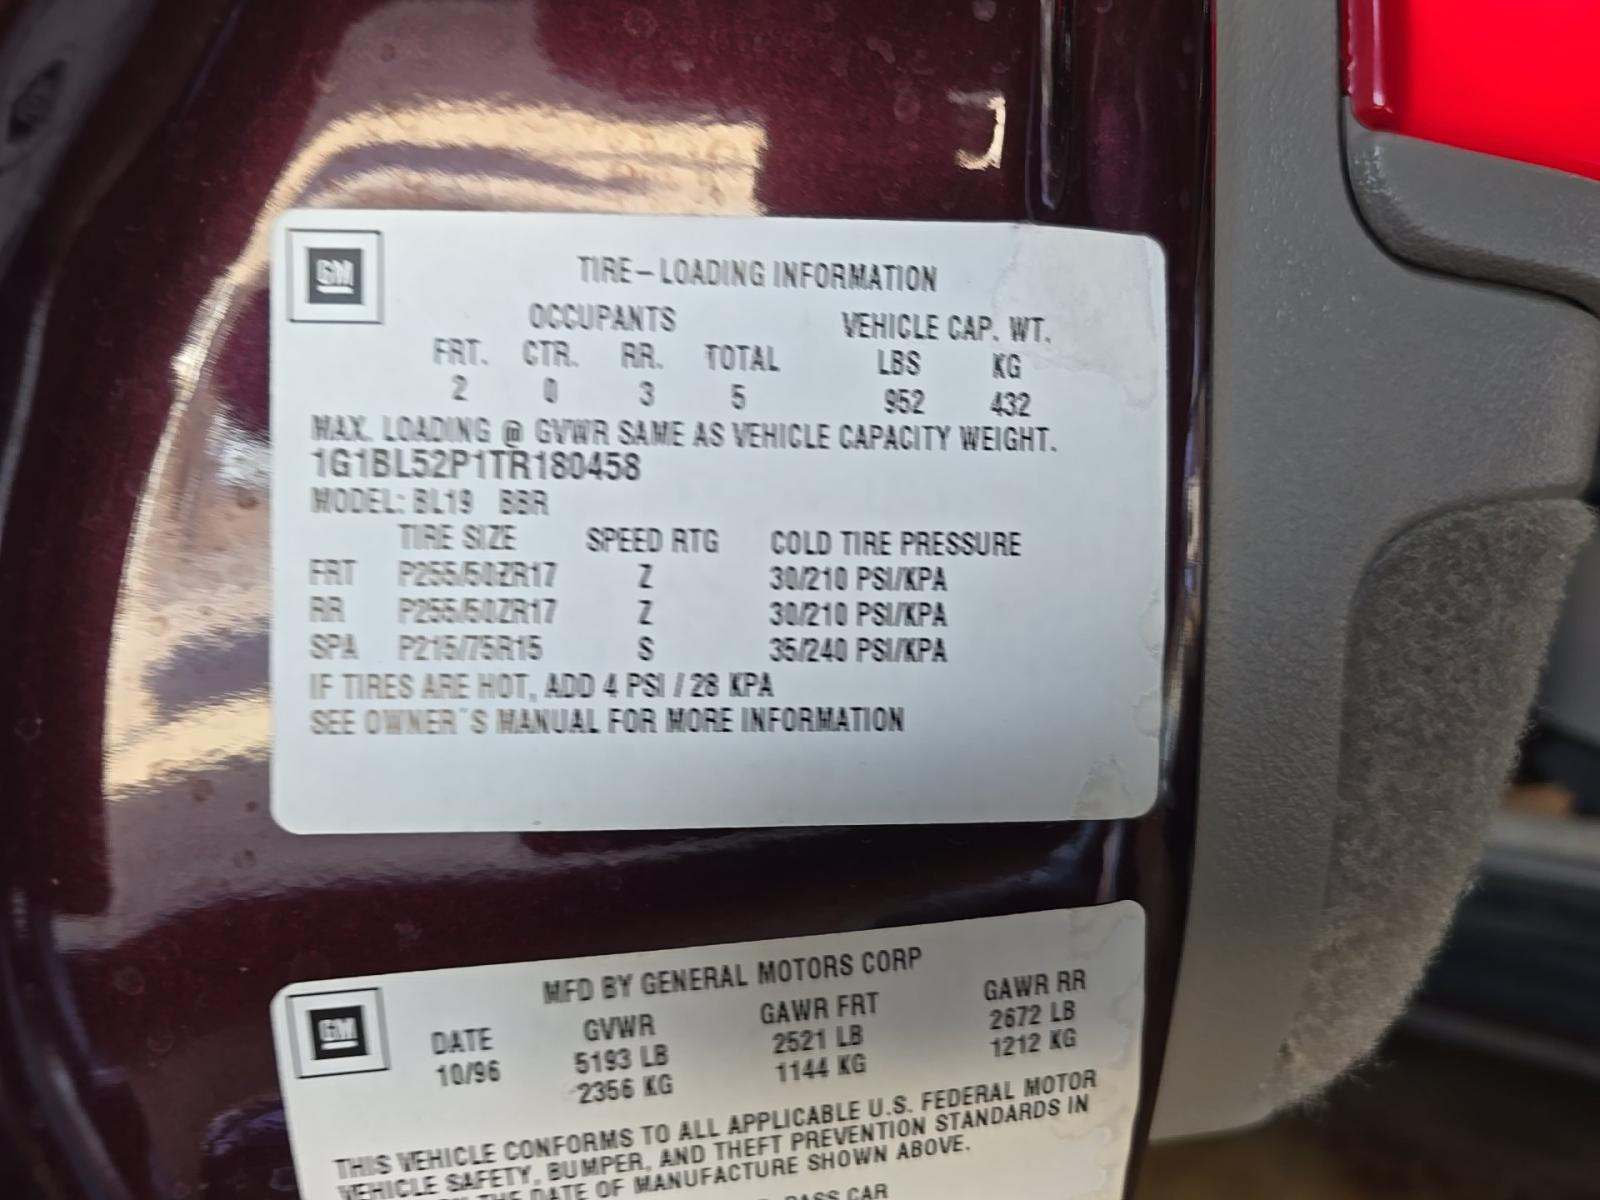 GM
TIRE-LOADING INFORMATION
OCCUPANTS VEHICLE CAP. WT.
FRT. CTR. RR. TOTAL LBS KG
2 0 3 5 952 432
MAX. LOADING @ GVWR SAME AS VEHICLE CAPACITY WEIGHT.
1G1BL52P1TR180458
MODEL: BL19 BBR
TIRE SIZE SPEED RTG COLD TIRE PRESSURE
FRT P255/50ZR17 Z 30/210 PSI/KPA
RR P255/50ZR17 Z 30/210 PSI/KPA
SPA P215/75R15 S 35/240 PSI/KPA
IF TIRES ARE HOT, ADD 4 PSI / 28 KPA
SEE OWNER'S MANUAL FOR MORE INFORMATION
GM
MFD BY GENERAL MOTORS CORP
DATE GVWR GAWR FRT GAWR RR
10/96 5193 LB 2521 LB 2672 LB
2356 KG 1144 KG 1212 KG
THIS VEHICLE CONFORMS TO ALL APPLICABLE U.S. FEDERAL MOTOR
VEHICLE SAFETY, BUMPER, AND THEFT PREVENTION STANDARDS IN
THE DATE OF MANUFACTURE SHOWN ABOVE.
PASS CAR